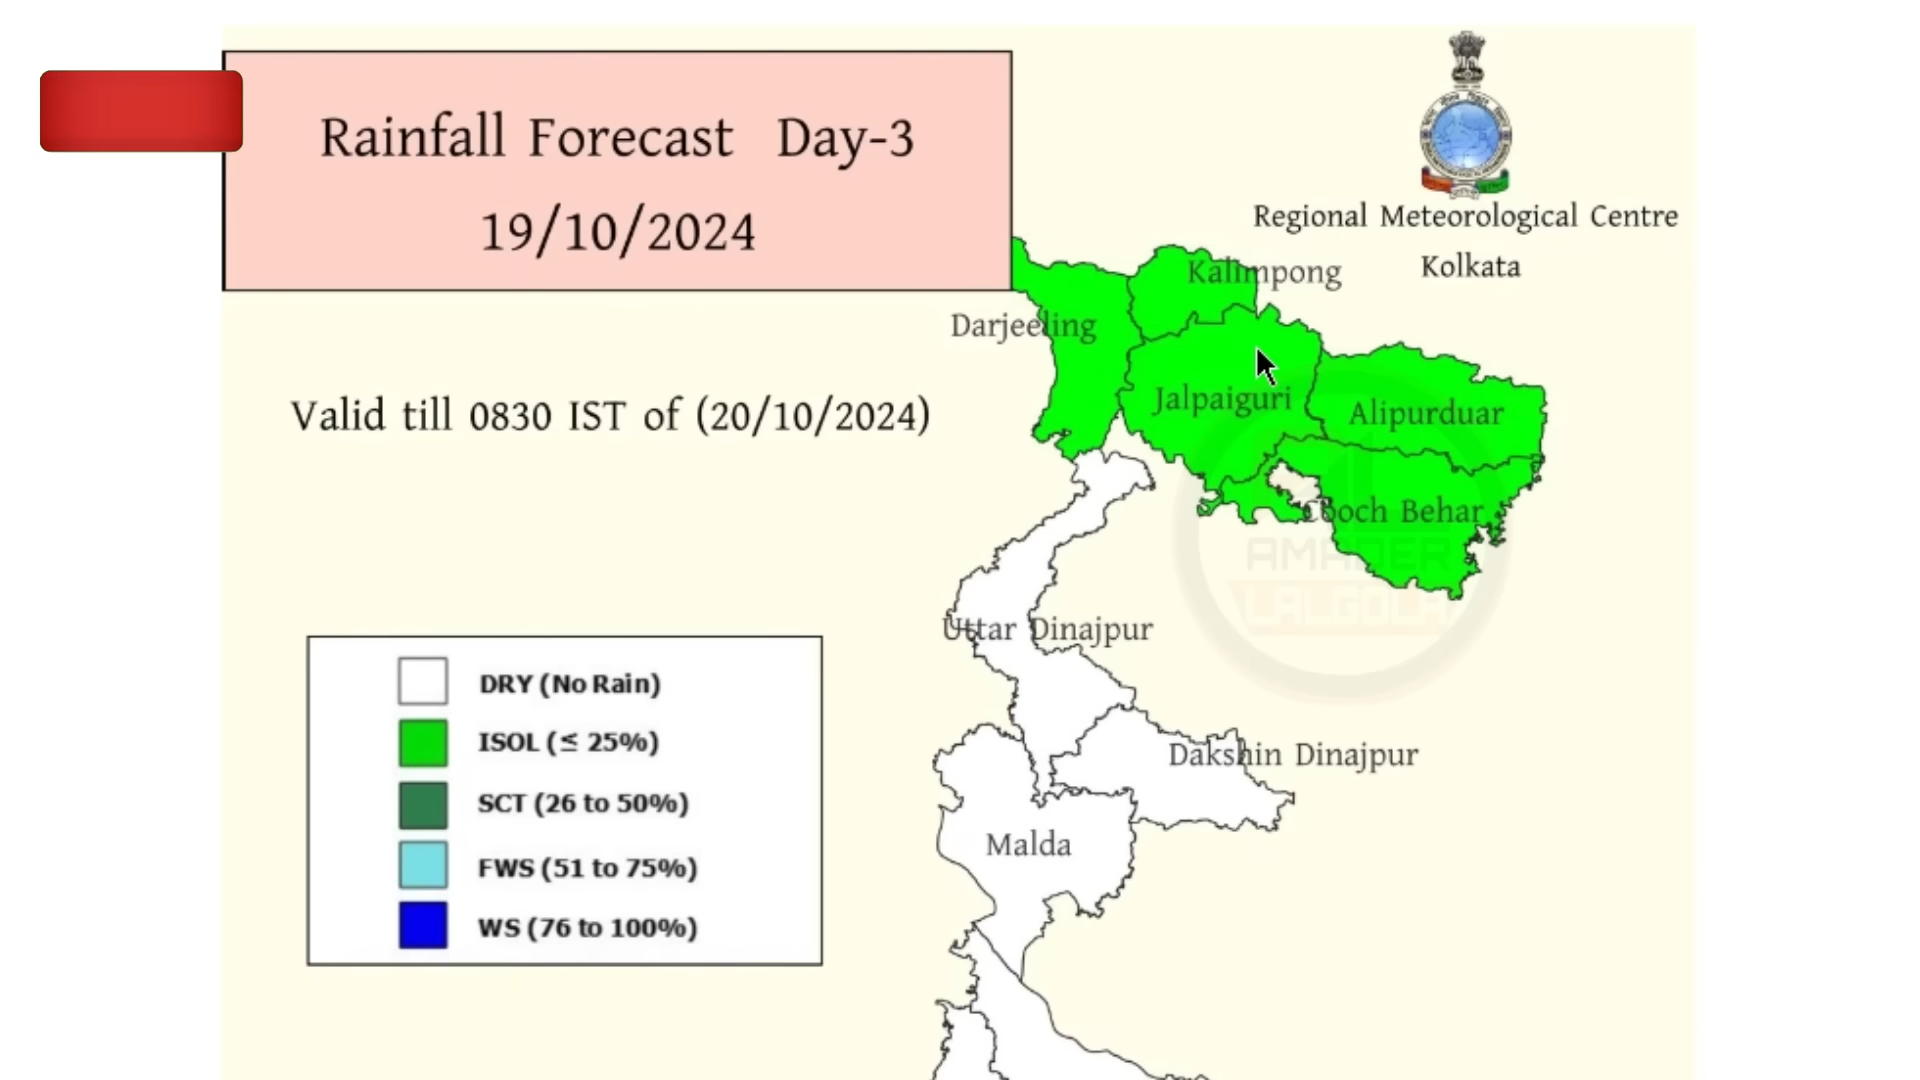 Rainfall Forecast Day-3
19/10/2024
Regional Meteorological Centre
Kolkata
Valid till 0830 IST of (20/10/2024)
Kalimpong
Darjeeling
Jalpaiguri
Alipurduar
Cooch Behar
AMADER
LALGOLA
Uttar Dinajpur
Dakshin Dinajpur
Malda
DRY (No Rain)
ISOL (≤ 25%)
SCT (26 to 50%)
FWS (51 to 75%)
WS (76 to 100%)